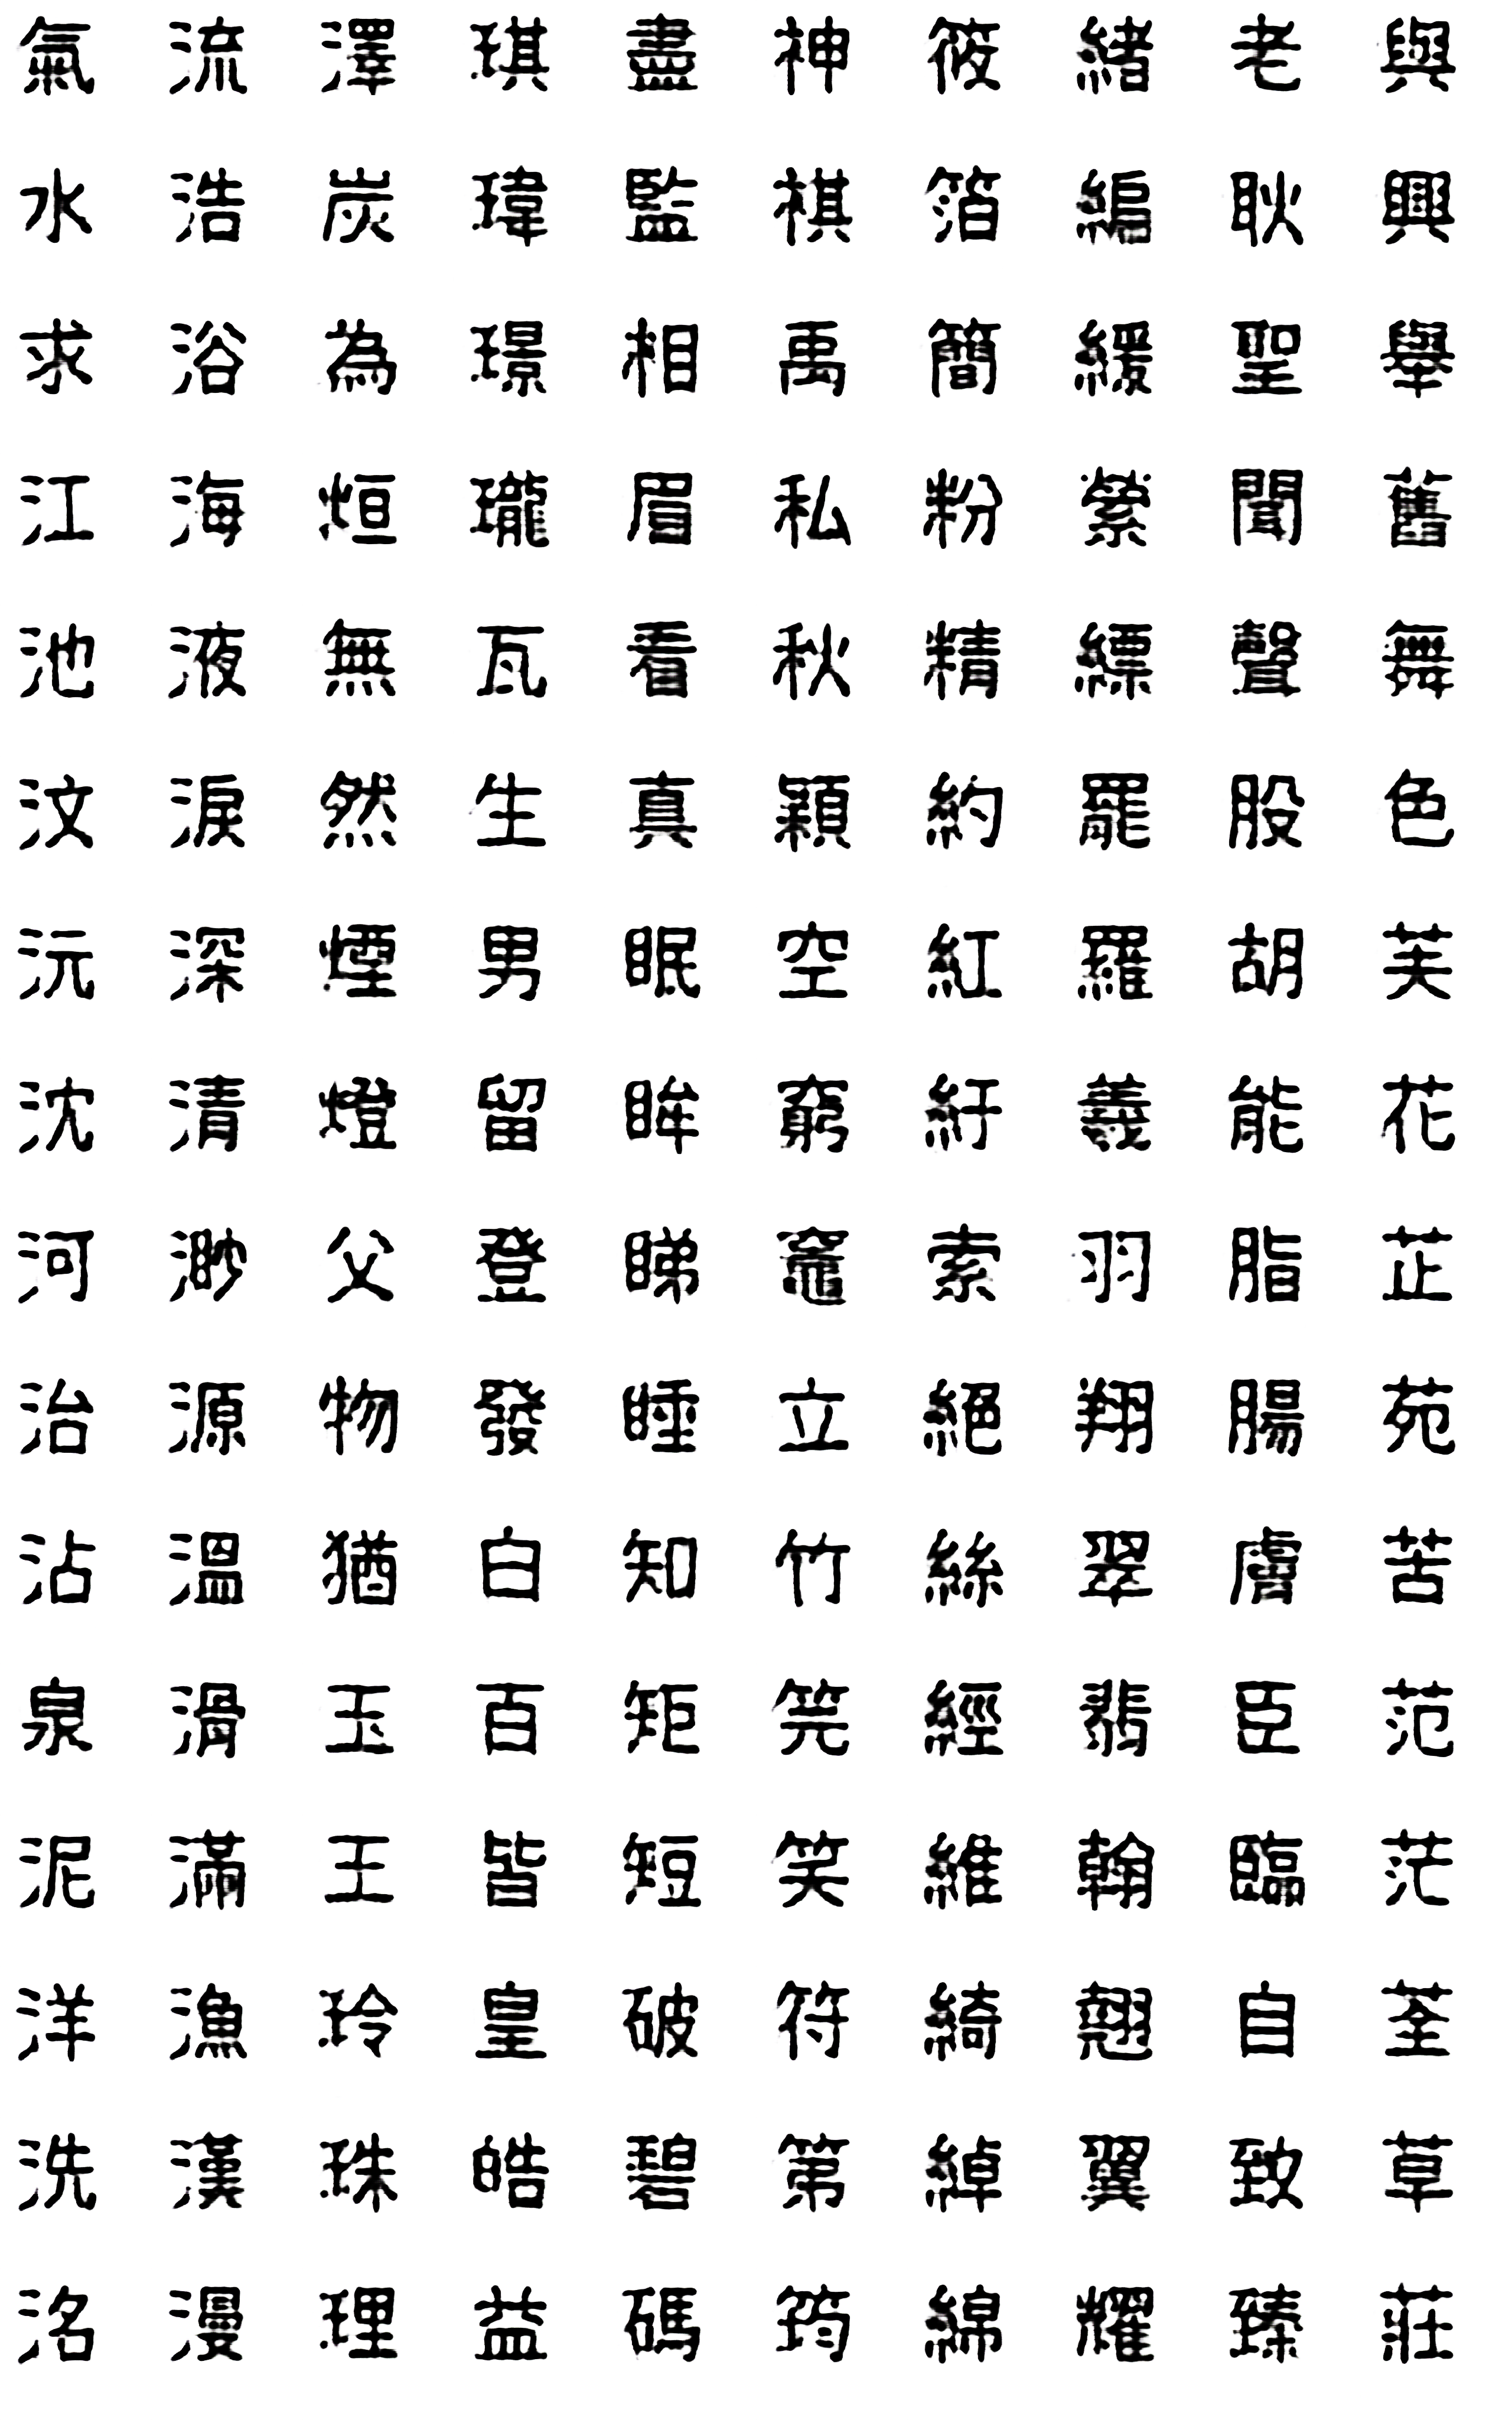 氣流澤琪盡神筱緒老與
水浩炭瑋監祺箔編耿興
求浴為璟相禹簡緩聖舉
江海烜瓏眉私粉縈聞舊
池液無瓦看秋精縹聲舞
汶淚然生真穎約罷股色
沅深煙男眠空紅羅胡芙
沈清燈留眸窮紆羲能花
河渺父登睇竈索羽脂芷
治源物發睡立絕翔腸苑
沾溫猶白知竹絲翠膚苦
泉滑玉百矩笎經翡臣范
泥滿王皆短笑維翰臨茫
洋漁玲皇破符綺翹自荃
洗漢珠皓碧第綽翼致草
洛漫理益碼筠綿耀臻莊